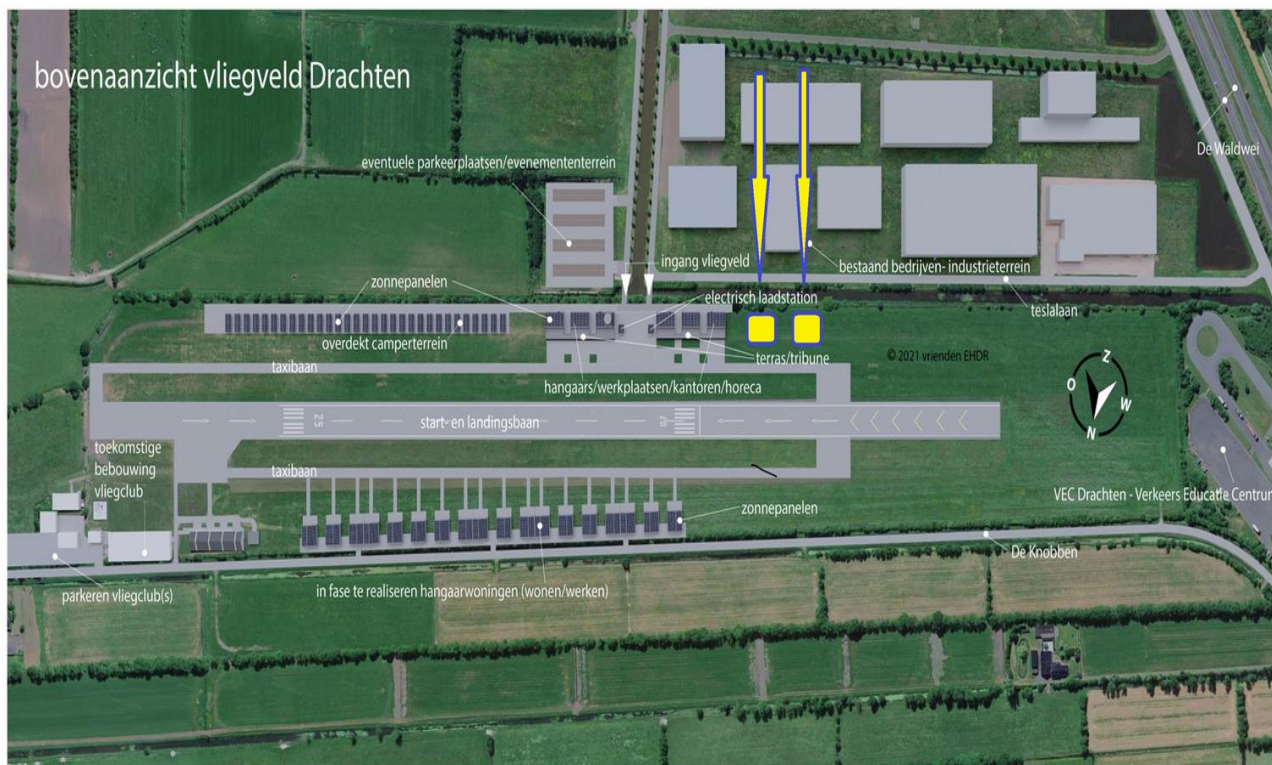 bovenaanzicht vliegveld Drachten
De Waldwei
eventuele parkeerplaatsen/evenemententerrein
ingang vliegveld
bestaand bedrijven- industrieterrein
zonnepanelen
electrisch laadstation
teslalaan
overdekt camperterrein
terras/tribune
© 2021 vrienden EHDR
taxibaan
hangaars/werkplaatsen/kantoren/horeca
Z
O
W
N
25
start- en landingsbaan
toekomstige
bebouwing
vliegclub
taxibaan
VEC Drachten - Verkeers Educatie Centrum
zonnepanelen
De Knobben
parkeren vliegclub(s)
in fase te realiseren hangaarwoningen (wonen/werken)